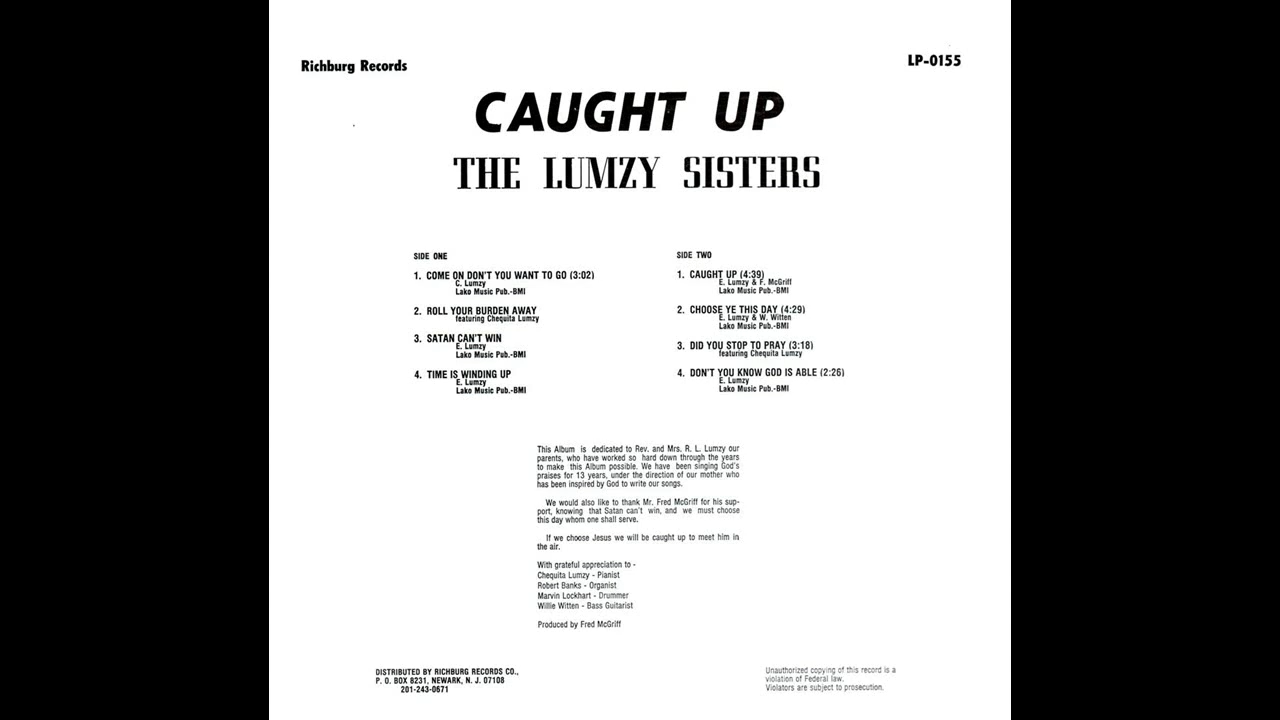 Richburg Records
LP-0155
CAUGHT UP
THE LUMZY SISTERS
SIDE ONE
1. COME ON DON'T YOU WANT TO GO (3:02)
C. Lumzy
Lako Music Pub.-BMI
2. ROLL YOUR BURDEN AWAY
featuring Chequita Lumzy
3. SATAN CAN'T WIN
E. Lumzy
Lako Music Pub.-BMI
4. TIME IS WINDING UP
E. Lumzy
Lako Music Pub.-BMI
SIDE TWO
1. CAUGHT UP (4:39)
E. Lumzy & F. McGriff
Lako Music Pub.-BMI
2. CHOOSE YE THIS DAY (4:29)
E. Lumzy & W. Witten
Lako Music Pub.-BMI
3. DID YOU STOP TO PRAY (3:18)
featuring Chequita Lumzy
4. DON'T YOU KNOW GOD IS ABLE (2:26)
E. Lumzy
Lako Music Pub.-BMI
This Album is dedicated to Rev. and Mrs. R. L. Lumzy our
parents, who have worked so hard down through the years
to make this Album possible. We have been singing God's
praises for 13 years, under the direction of our mother who
has been inspired by God to write our songs.
We would also like to thank Mr. Fred McGriff for his sup-
port, knowing that Satan can't win, and we must choose
this day whom one shall serve.
If we choose Jesus we will be caught up to meet him in
the air.
With grateful appreciation to -
Chequita Lumzy - Pianist
Robert Banks - Organist
Marvin Lockhart - Drummer
Willie Witten - Bass Guitarist
Produced by Fred McGriff
DISTRIBUTED BY RICHBURG RECORDS CO.,
P. O. BOX 8231, NEWARK, N. J. 07108
201-243-0671
Unauthorized copying of this record is a
violation of Federal law.
Violators are subject to prosecution.